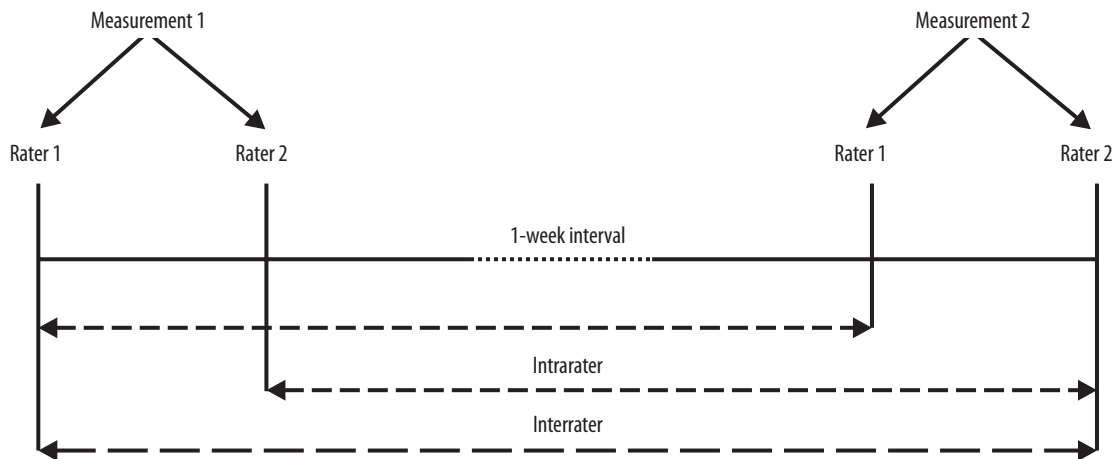 Measurement 1 Measurement 2
Rater 1 Rater 2 Rater 1 Rater 2
1-week interval
Intrarater
Interrater